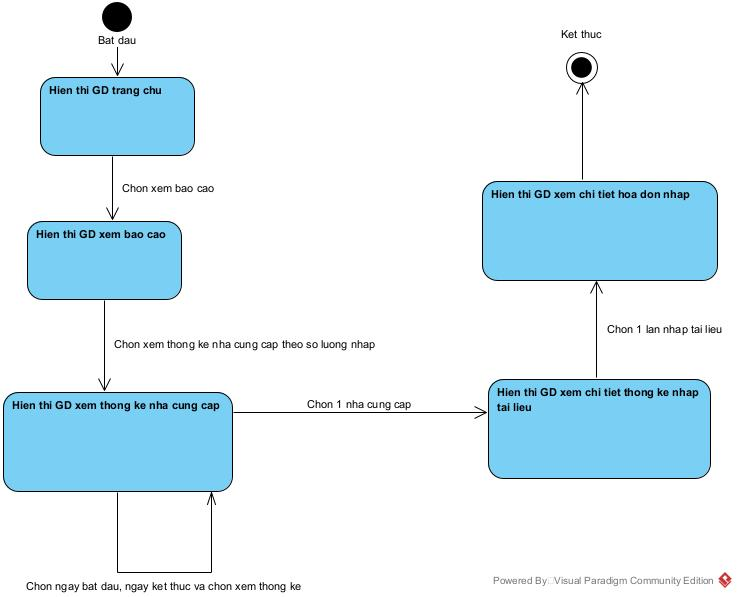 Bat dau
Hien thi GD trang chu
Chon xem bao cao
Hien thi GD xem bao cao
Chon xem thong ke nha cung cap theo so luong nhap
Hien thi GD xem thong ke nha cung cap
Chon ngay bat dau, ngay ket thuc va chon xem thong ke
Chon 1 nha cung cap
Hien thi GD xem chi tiet thong ke nhap
tai lieu
Chon 1 lan nhap tai lieu
Hien thi GD xem chi tiet hoa don nhap
Ket thuc
Powered By Visual Paradigm Community Edition